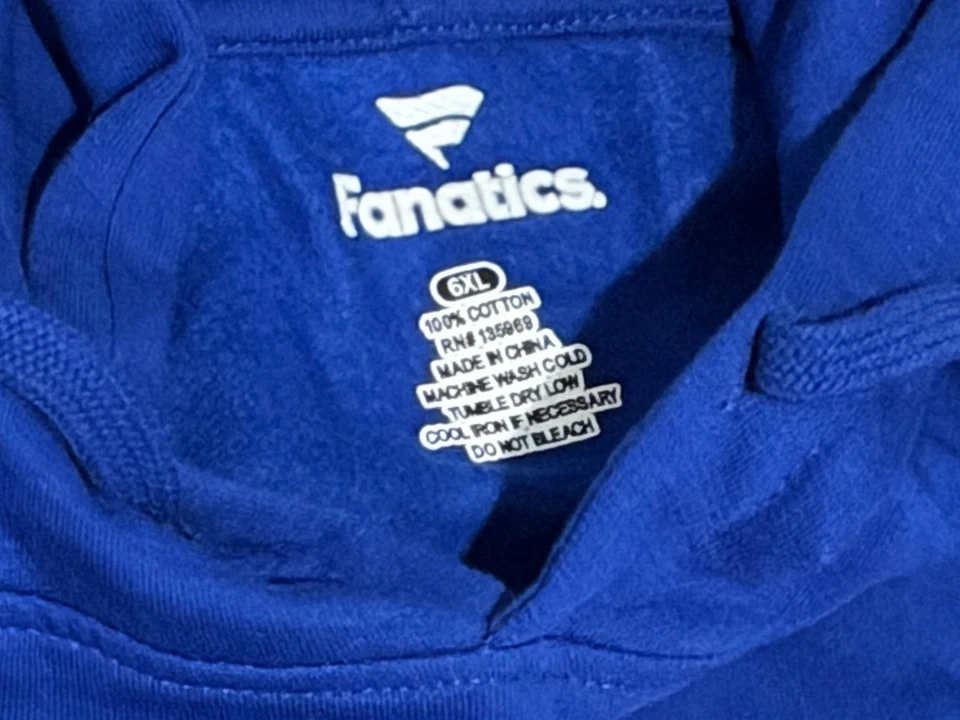 Fanatics.
6XL
100% COTTON
RN# 135969
MADE IN CHINA
MACHINE WASH COLD
TUMBLE DRY LOW
COOL IRON IF NECESSARY
DO NOT BLEACH